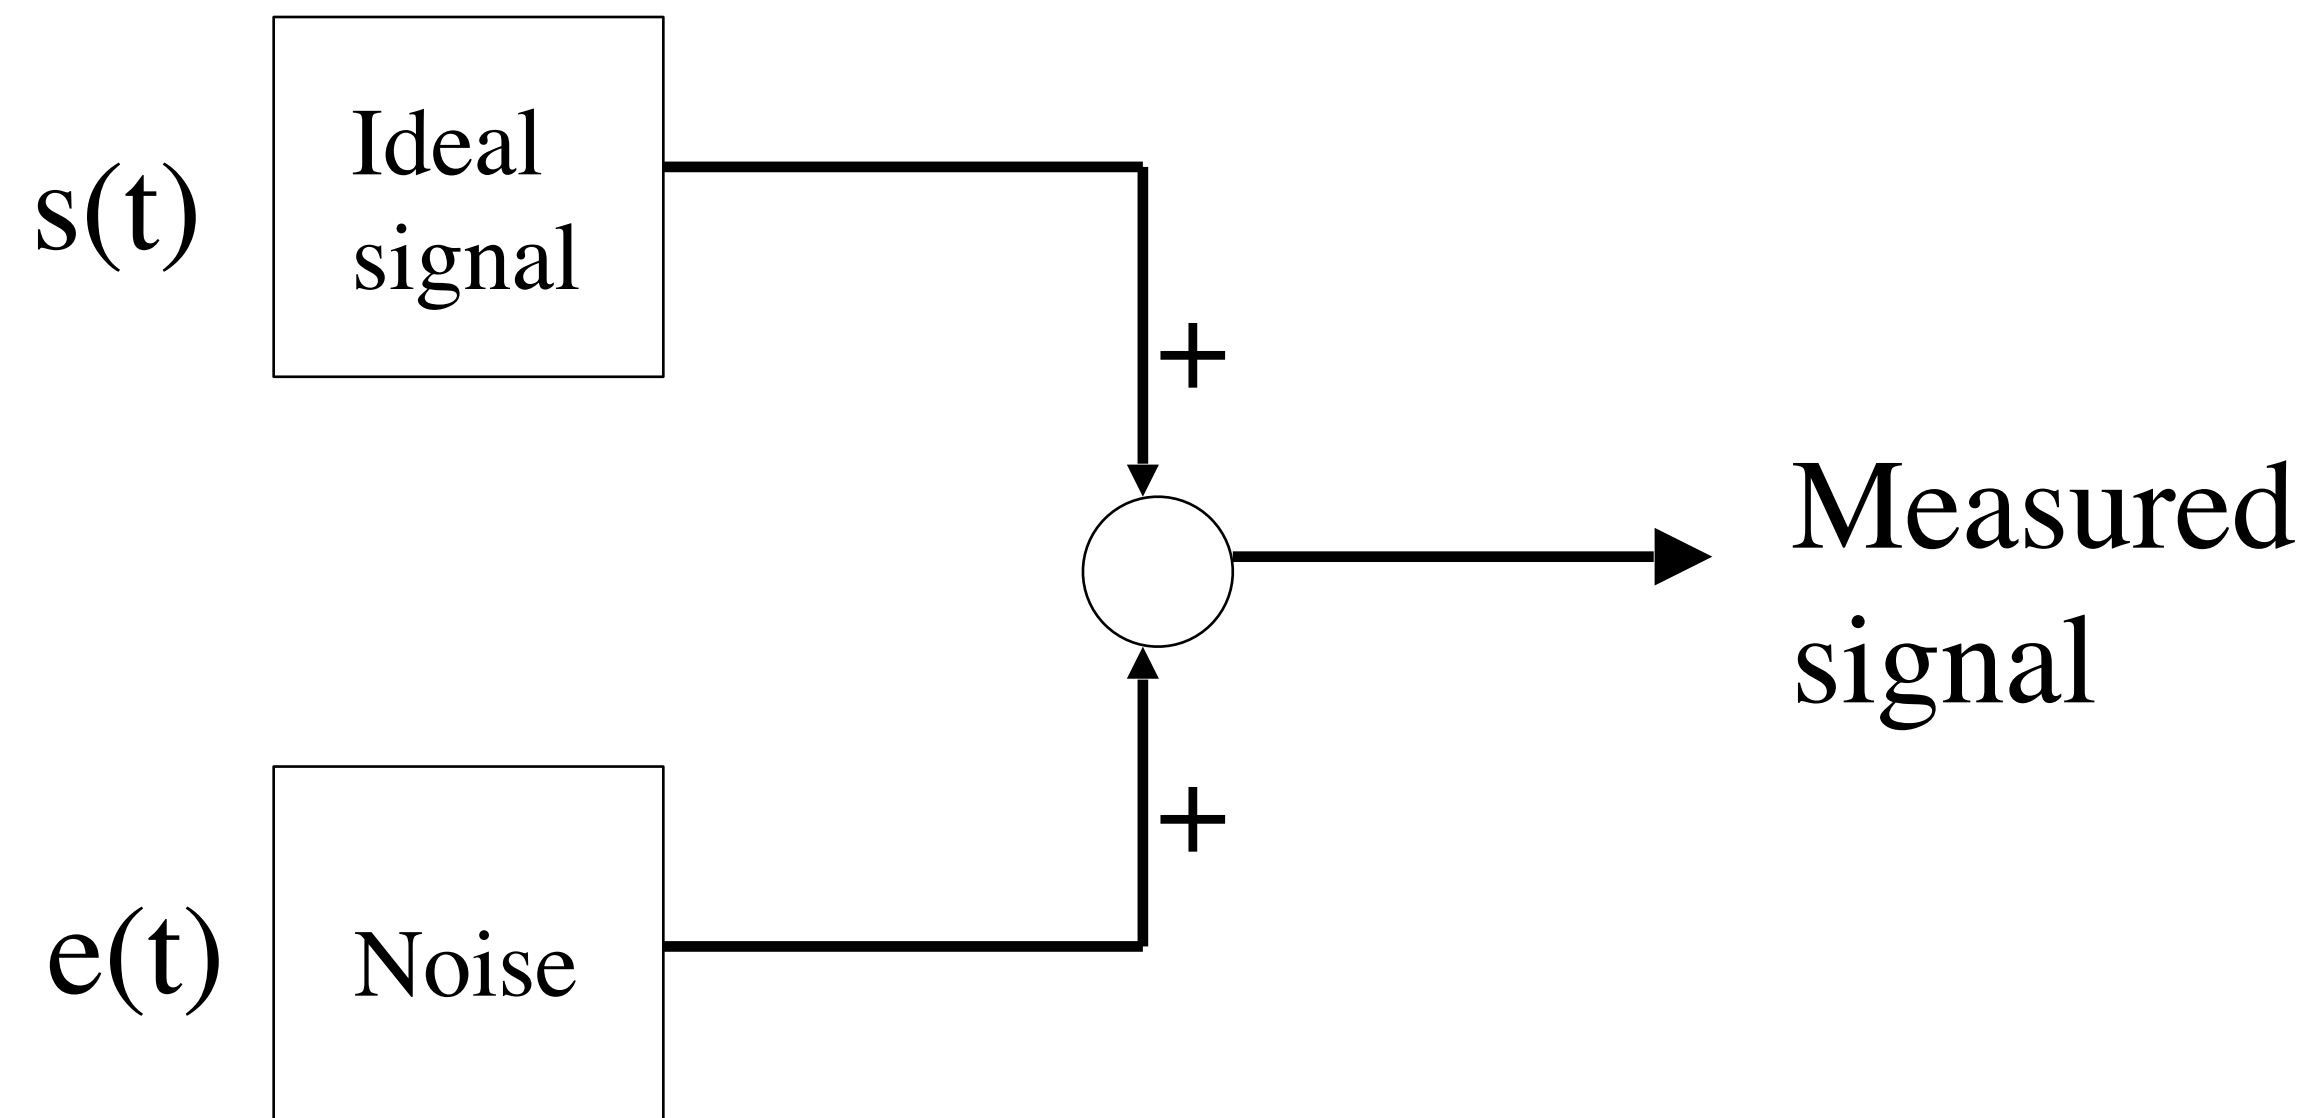 s(t)
Ideal
signal
+
Measured
signal
+
e(t)
Noise